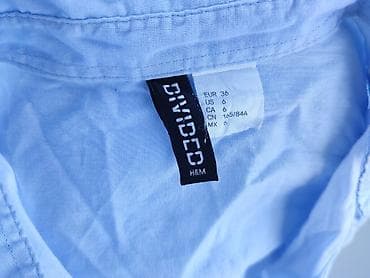 DIVIDED
H&M
EUR 36
US 6
CA 6
CN 165/84A
MX 6